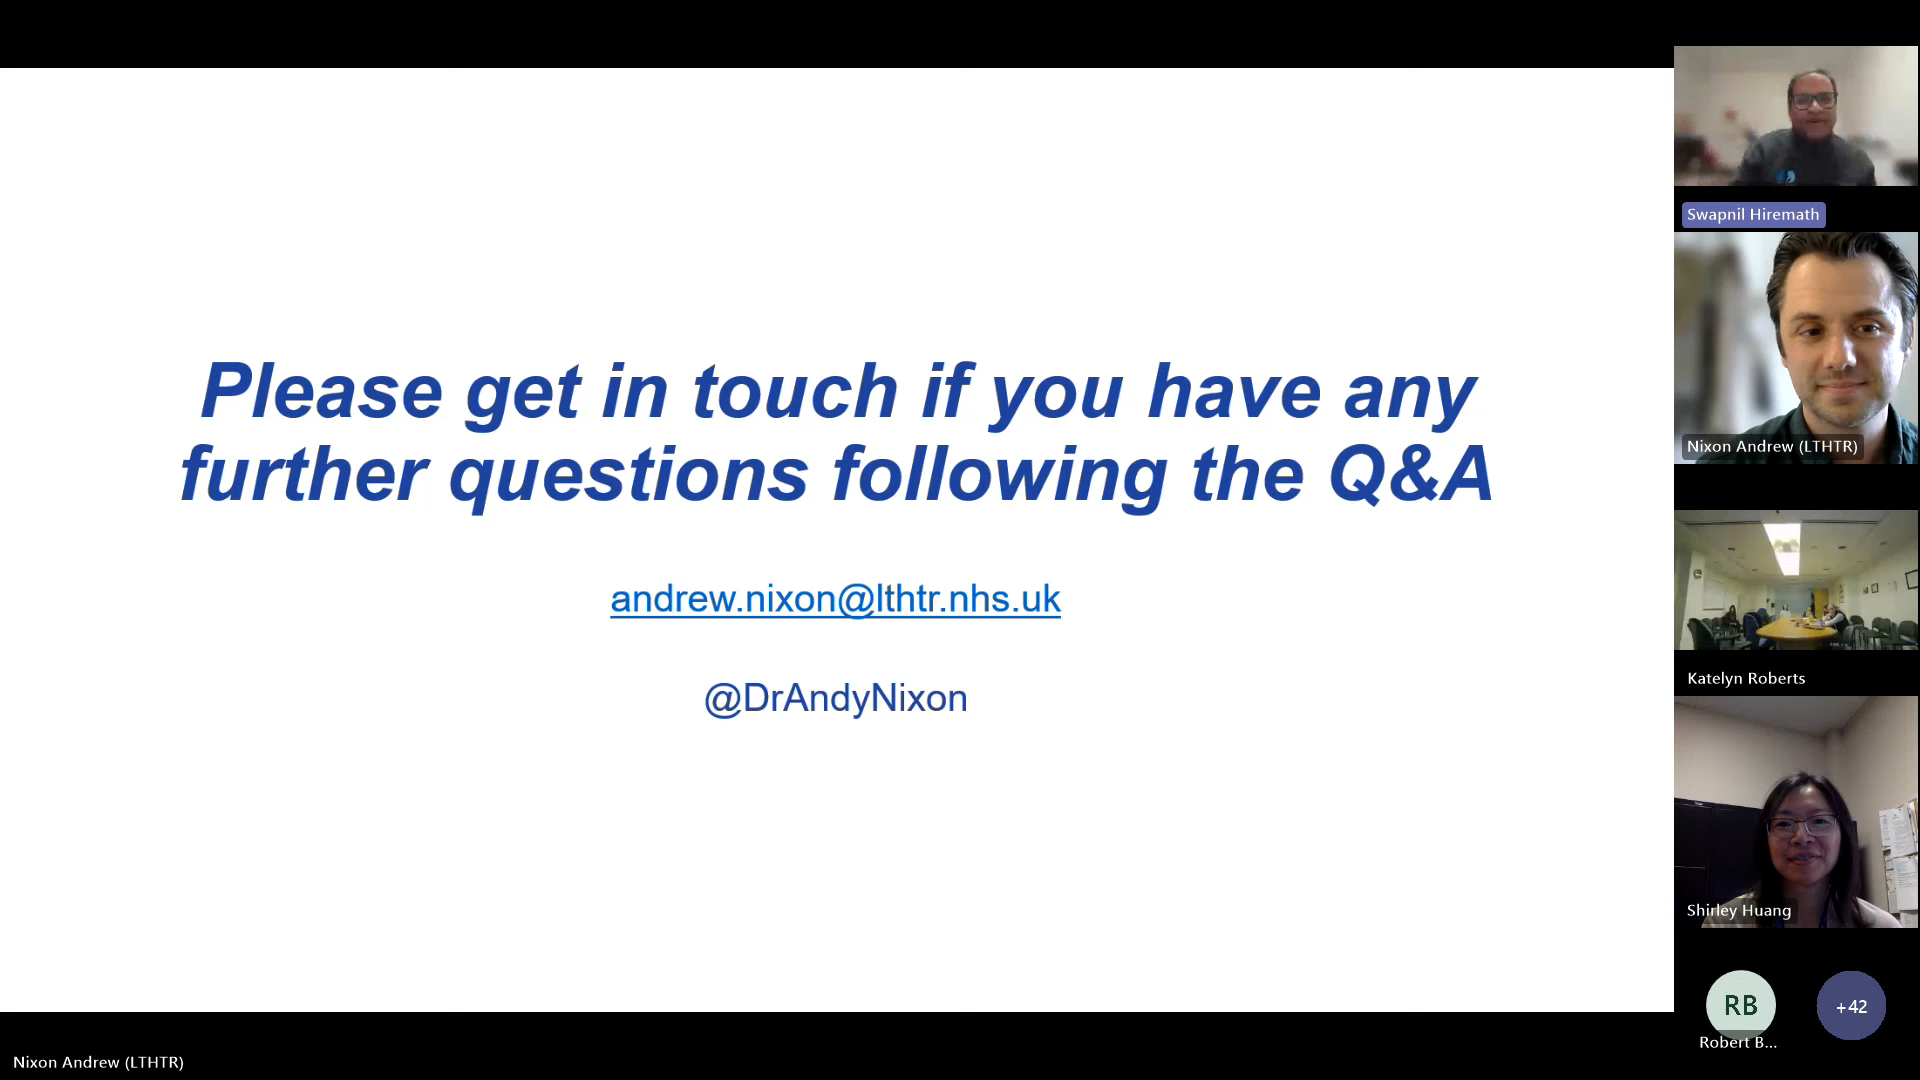 Please get in touch if you have any
further questions following the Q&A
andrew.nixon@lthtr.nhs.uk
@DrAndyNixon
Swapnil Hiremath
Nixon Andrew (LTHTR)
Katelyn Roberts
Shirley Huang
RB
+42
Robert B...
Nixon Andrew (LTHTR)